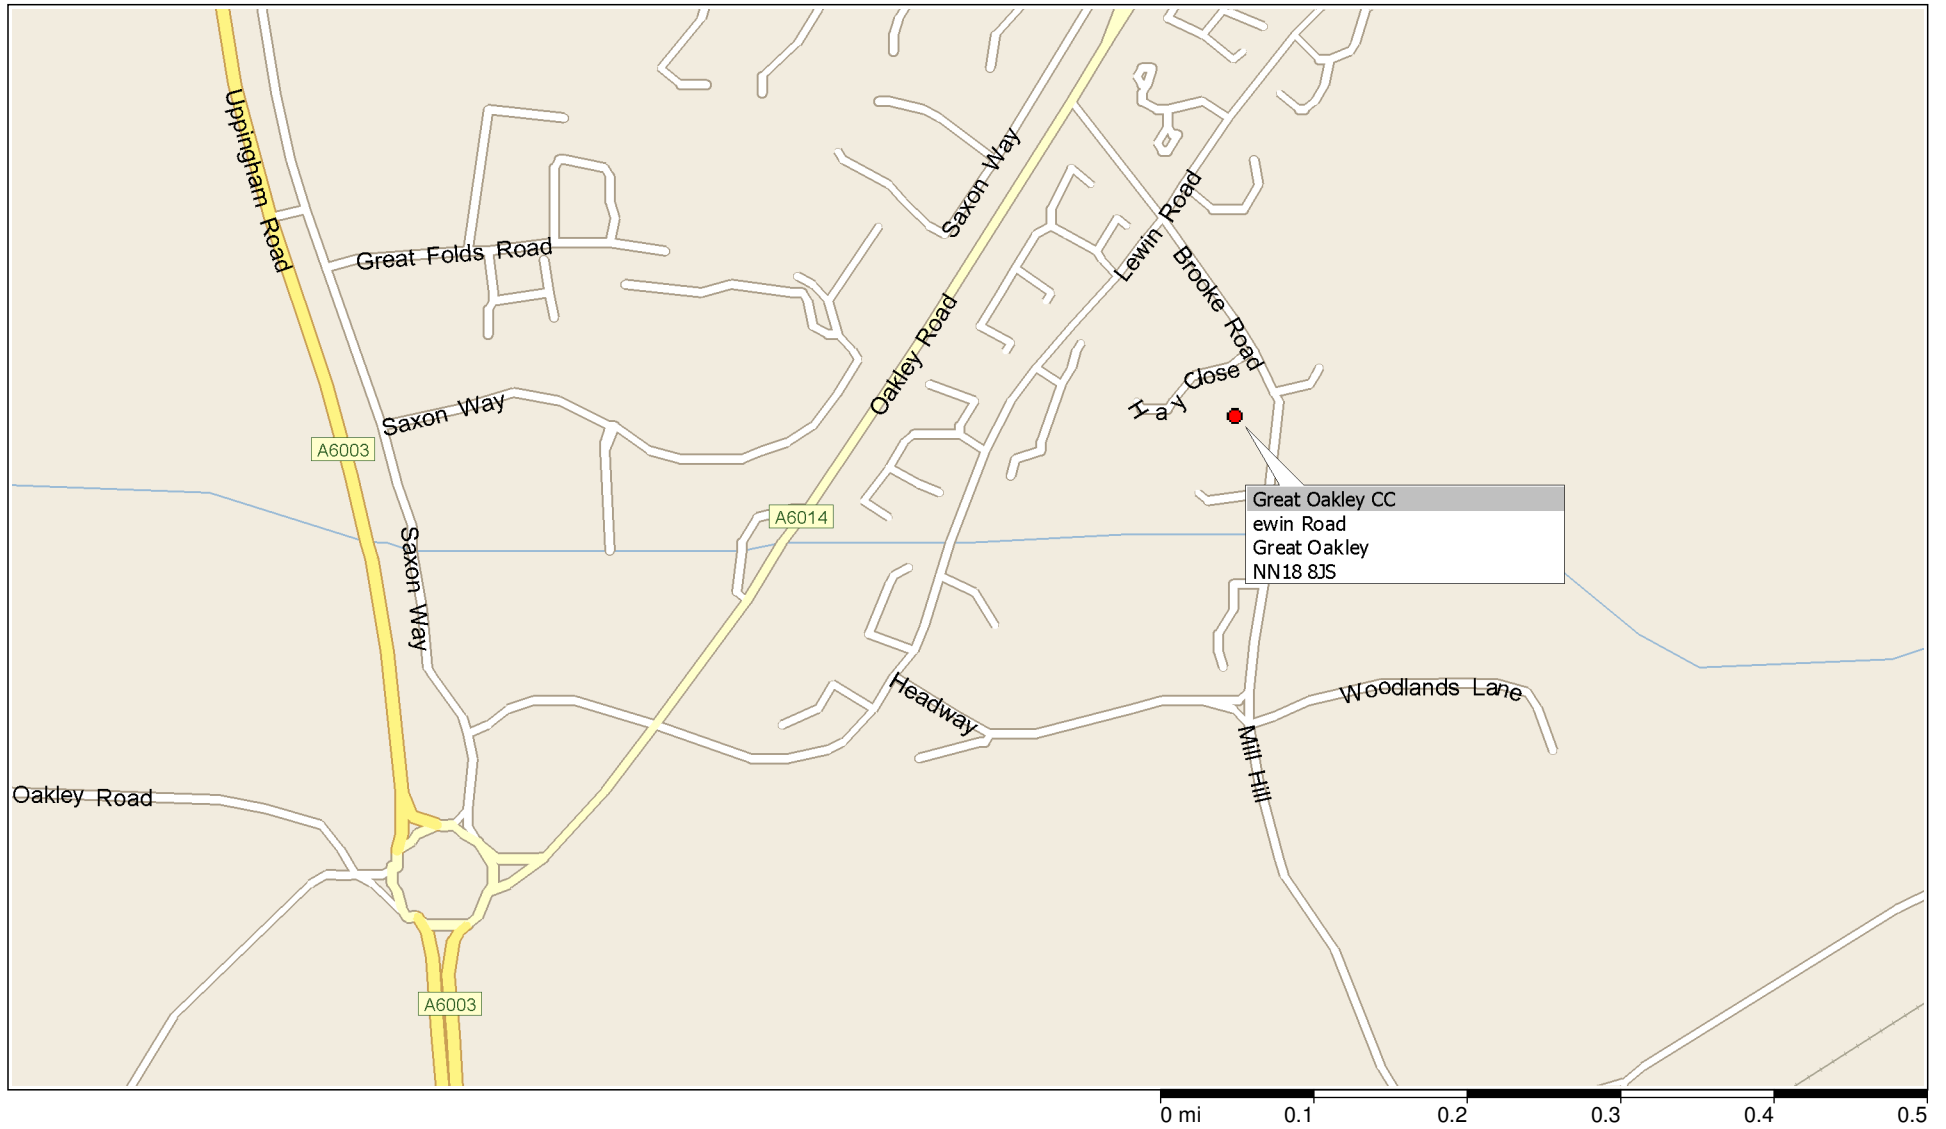 Uppingham Road
Saxon Way
Lewin Road
Great Folds Road
Brooke Road
Oakley Road
Hay Close
Saxon Way
A6003
Great Oakley CC
ewin Road
Great Oakley
NN18 8JS
A6014
Saxon Way
Headway
Woodlands Lane
Mill Hill
Oakley Road
A6003
0 mi 0.1 0.2 0.3 0.4 0.5